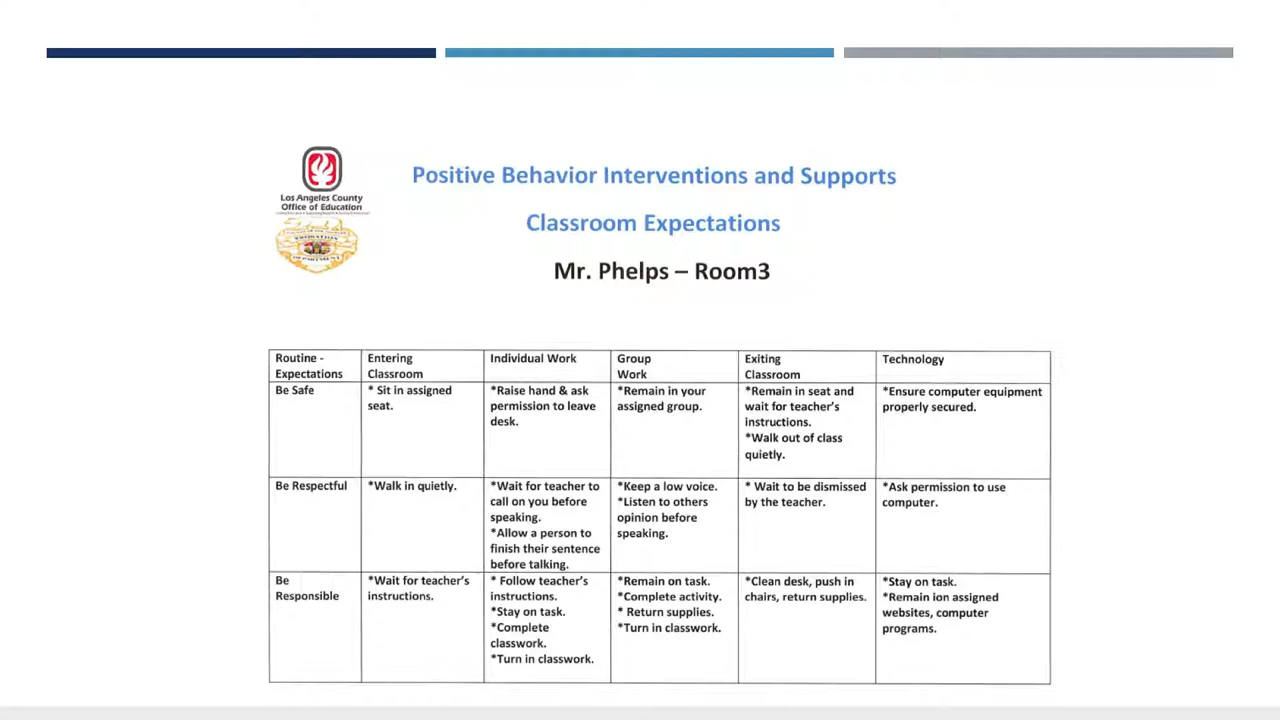 Los Angeles County
Office of Education
PROBATION
DEPARTMENT
Positive Behavior Interventions and Supports
Classroom Expectations
Mr. Phelps – Room3
Routine -
Expectations
Entering
Classroom
Individual Work
Group
Work
Exiting
Classroom
Technology
Be Safe
* Sit in assigned
seat.
*Raise hand & ask
permission to leave
desk.
*Remain in your
assigned group.
*Remain in seat and
wait for teacher's
instructions.
*Walk out of class
quietly.
*Ensure computer equipment
properly secured.
Be Respectful
*Walk in quietly.
*Wait for teacher to
call on you before
speaking.
*Allow a person to
finish their sentence
before talking.
*Keep a low voice.
*Listen to others
opinion before
speaking.
* Wait to be dismissed
by the teacher.
*Ask permission to use
computer.
Be
Responsible
*Wait for teacher's
instructions.
* Follow teacher's
instructions.
*Stay on task.
*Complete
classwork.
*Turn in classwork.
*Remain on task.
*Complete activity.
* Return supplies.
*Turn in classwork.
*Clean desk, push in
chairs, return supplies.
*Stay on task.
*Remain ion assigned
websites, computer
programs.